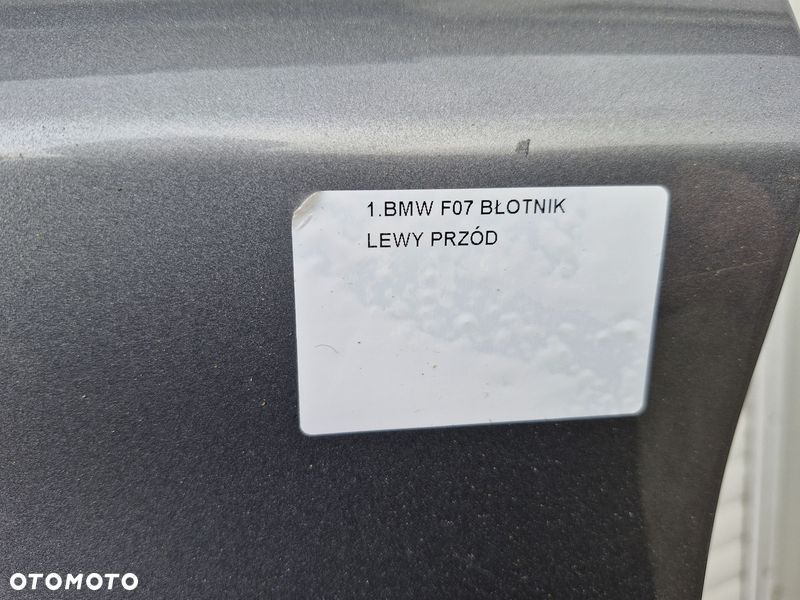 1.BMW F07 BŁOTNIK
LEWY PRZÓD
OTOMOTO